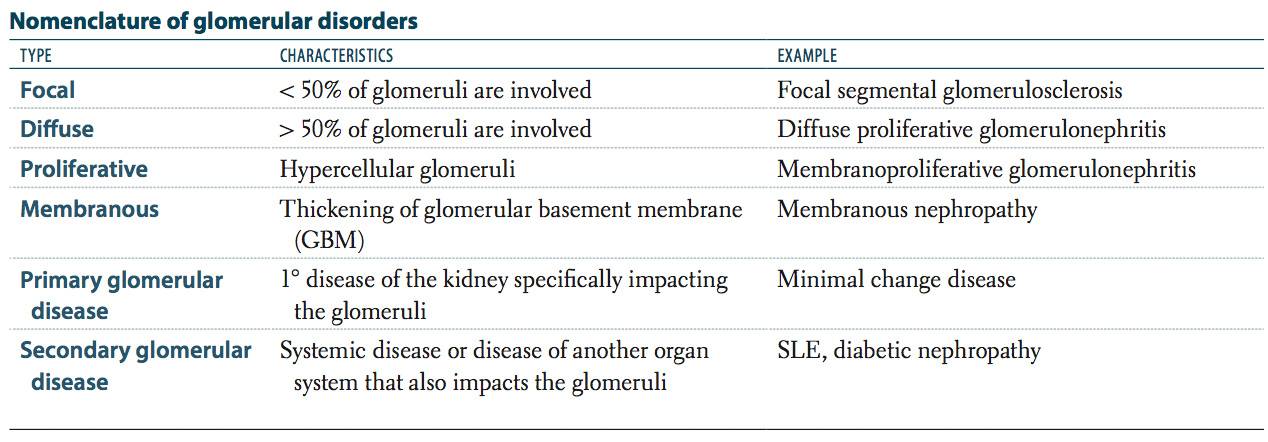 Nomenclature of glomerular disorders
TYPE CHARACTERISTICS EXAMPLE
Focal < 50% of glomeruli are involved Focal segmental glomerulosclerosis
Diffuse > 50% of glomeruli are involved Diffuse proliferative glomerulonephritis
Proliferative Hypercellular glomeruli Membranoproliferative glomerulonephritis
Membranous Thickening of glomerular basement membrane Membranous nephropathy
(GBM)
Primary glomerular 1° disease of the kidney specifically impacting Minimal change disease
disease the glomeruli
Secondary glomerular Systemic disease or disease of another organ SLE, diabetic nephropathy
disease system that also impacts the glomeruli